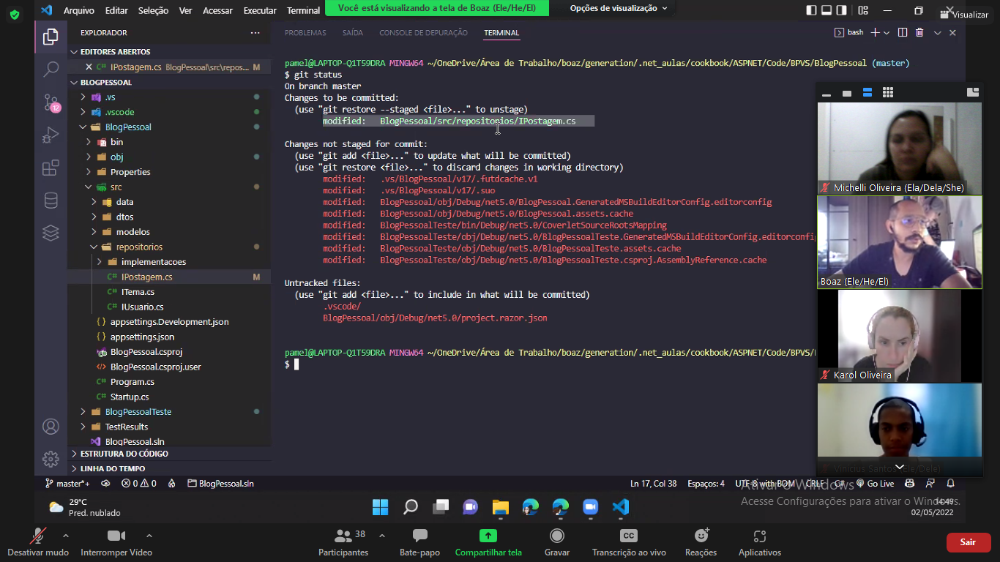 Arquivo Editar Seleção Ver Acessar Executar Terminal
Você está visualizando a tela de Boaz (Ele/He/El)
Opções de visualização
Visualizar
EXPLORADOR
EDITORES ABERTOS
IPostagem.cs BlogPessoal\src\repos... M
BLOGPESSOAL
.vs
.vscode
BlogPessoal
bin
obj
Properties
src
data
dtos
modelos
repositorios
implementacoes
IPostagem.cs M
ITema.cs
IUsuario.cs
appsettings.Development.json
appsettings.json
BlogPessoal.csproj
BlogPessoal.csproj.user
Program.cs
Startup.cs
BlogPessoalTeste
TestResults
BlogPessoal.sln
ESTRUTURA DO CÓDIGO
LINHA DO TEMPO
12
PROBLEMAS SAÍDA CONSOLE DE DEPURAÇÃO TERMINAL
bash
pamel@LAPTOP-Q1T59DRA MINGW64 ~/OneDrive/Área de Trabalho/boaz/generation/.net_aulas/cookbook/ASPNET/Code/BPVS/BlogPessoal (master)
$ git status
On branch master
Changes to be committed:
(use "git restore --staged <file>..." to unstage)
modified: BlogPessoal/src/repositorios/IPostagem.cs
Changes not staged for commit:
(use "git add <file>..." to update what will be committed)
(use "git restore <file>..." to discard changes in working directory)
modified: .vs/BlogPessoal/v17/.futdcache.v1
modified: .vs/BlogPessoal/v17/.suo
modified: BlogPessoal/obj/Debug/net5.0/BlogPessoal.GeneratedMSBuildEditorConfig.editorconfig
modified: BlogPessoal/obj/Debug/net5.0/BlogPessoal.assets.cache
modified: BlogPessoalTeste/bin/Debug/net5.0/CoverletSourceRootsMapping
modified: BlogPessoalTeste/obj/Debug/net5.0/BlogPessoalTeste.GeneratedMSBuildEditorConfig.editorconfi
modified: BlogPessoalTeste/obj/Debug/net5.0/BlogPessoalTeste.assets.cache
modified: BlogPessoalTeste/obj/Debug/net5.0/BlogPessoalTeste.csproj.AssemblyReference.cache
Untracked files:
(use "git add <file>..." to include in what will be committed)
.vscode/
BlogPessoal/obj/Debug/net5.0/project.razor.json
pamel@LAPTOP-Q1T59DRA MINGW64 ~/OneDrive/Área de Trabalho/boaz/generation/.net_aulas/cookbook/ASPNET/Code/BPVS/
$
Michelli Oliveira (Ela/Dela/She)
Boaz (Ele/He/El)
Karol Oliveira
Vinicius Santos (Ele/Dele)
master*+ 0 0 BlogPessoal.sln
Ln 17, Col 38 Espaços: 4 UTF-8 with BOM CRLF C# Go Live
Ativar o Windows
Acesse Configurações para ativar o Windows.
29°C
Pred. nublado
14:49
02/05/2022
Desativar mudo Interromper Vídeo Participantes 38 Bate-papo Compartilhar tela Gravar CC Transcrição ao vivo Reações Aplicativos Sair